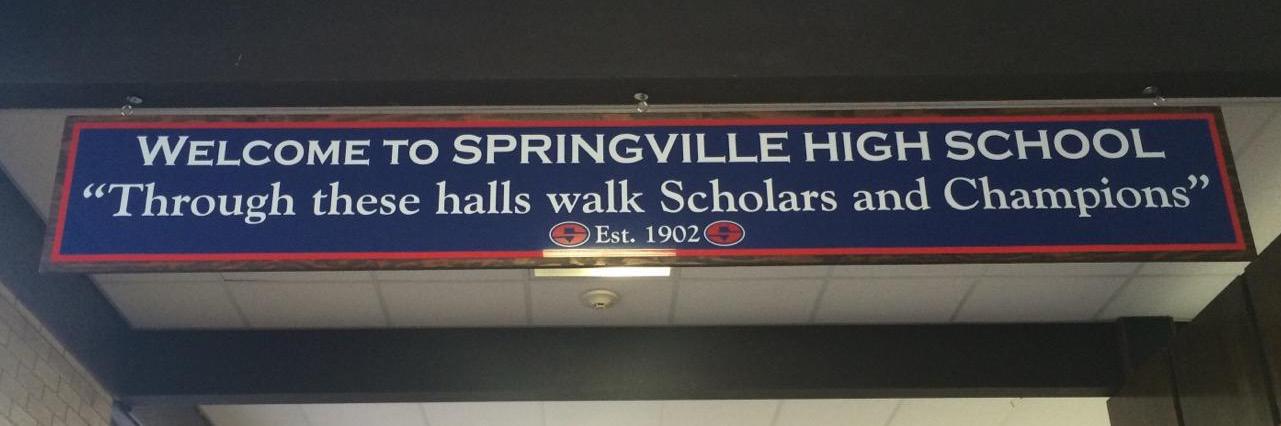 WELCOME TO SPRINGVILLE HIGH SCHOOL
“Through these halls walk Scholars and Champions”
Est. 1902